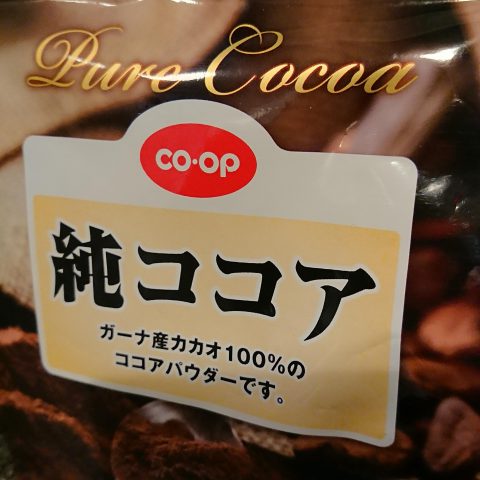 Pure Cocoa
CO·OP
純ココア
ガーナ産カカオ100%の
ココアパウダーです。